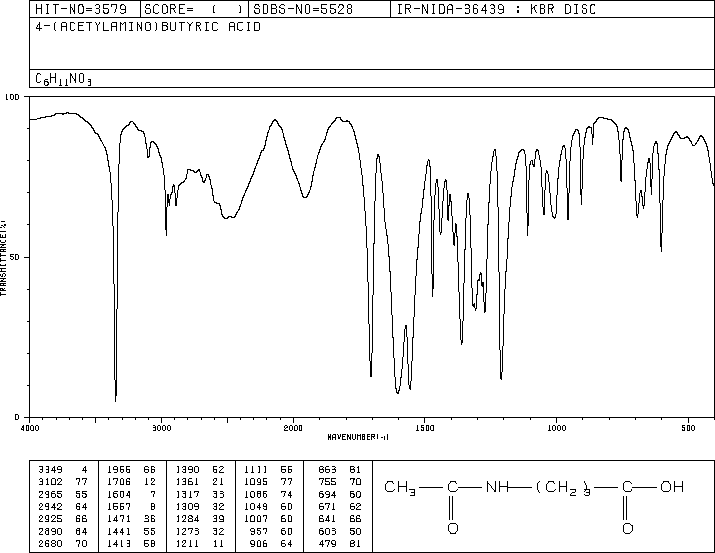 HIT-NO=3579 SCORE= ( ) SDBS-NO=5528 IR-NIDA-36439 : KBR DISC
4-(ACETYLAMINO)BUTYRIC ACID
C6H11NO3
100
50
0
TRANSMITTANCE(%)
4000 3000 2000 1500 1000 500
WAVENUMBER(-1)
3349 4 1956 66 1390 52 1111 55 863 81
3102 77 1706 12 1361 21 1095 77 755 70
2965 55 1604 7 1317 33 1086 74 694 60
2942 64 1557 8 1309 32 1049 60 671 62
2925 66 1471 36 1284 39 1007 60 641 66
2890 64 1441 55 1273 32 957 60 603 50
2680 70 1413 58 1211 11 906 64 479 81
CH3 C NH (CH2)3 C OH
O O